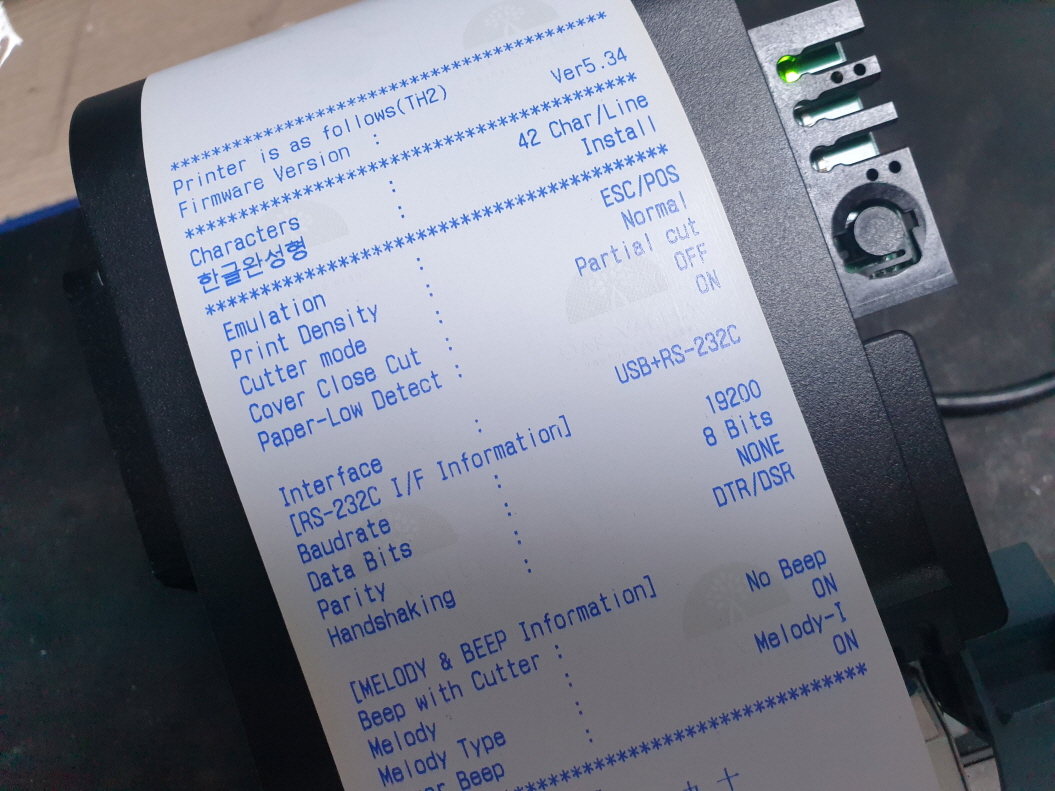 ******************************************
Printer is as follows(TH2)
Firmware Version : Ver5.34
******************************************
Characters : 42 Char/Line
한글완성형 : Install
******************************************
Emulation : ESC/POS
Print Density : Normal
Cutter mode : Partial cut
Cover Close Cut : OFF
Paper-Low Detect : ON
Interface : USB+RS-232C
[RS-232C I/F Information]
Baudrate : 19200
Data Bits : 8 Bits
Parity : NONE
Handshaking : DTR/DSR
[MELODY & BEEP Information]
Beep with Cutter : No Beep
Melody : ON
Melody Type : Melody-I
Beep : ON
******************************************